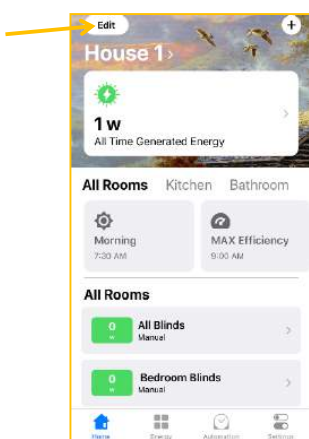 Edit
+
House 1 >
1 w
All Time Generated Energy
All Rooms Kitchen Bathroom
Morning MAX Efficiency
7:30 AM 9:00 AM
All Rooms
0 All Blinds
w Manual
0 Bedroom Blinds
w Manual
Home Energy Automation Settings